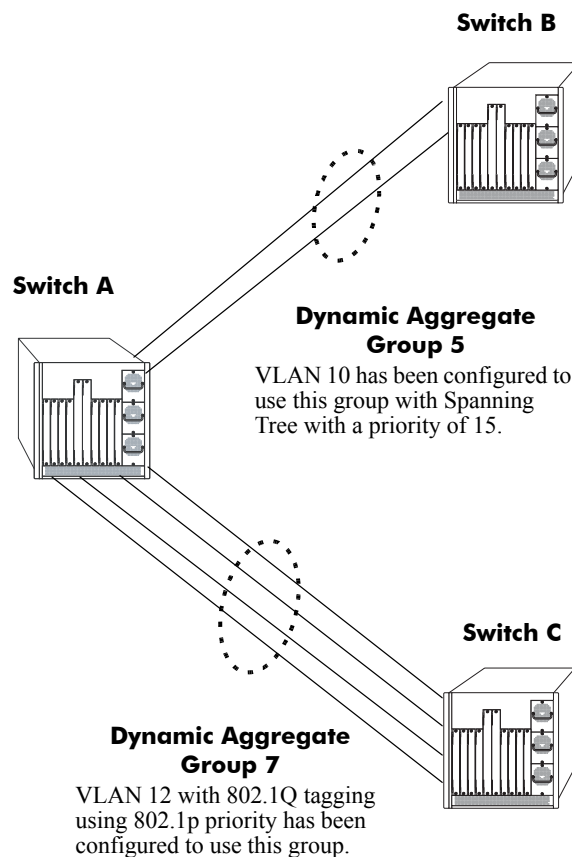 Switch B
Switch A
Dynamic Aggregate
Group 5
VLAN 10 has been configured to
use this group with Spanning
Tree with a priority of 15.
Switch C
Dynamic Aggregate
Group 7
VLAN 12 with 802.1Q tagging
using 802.1p priority has been
configured to use this group.